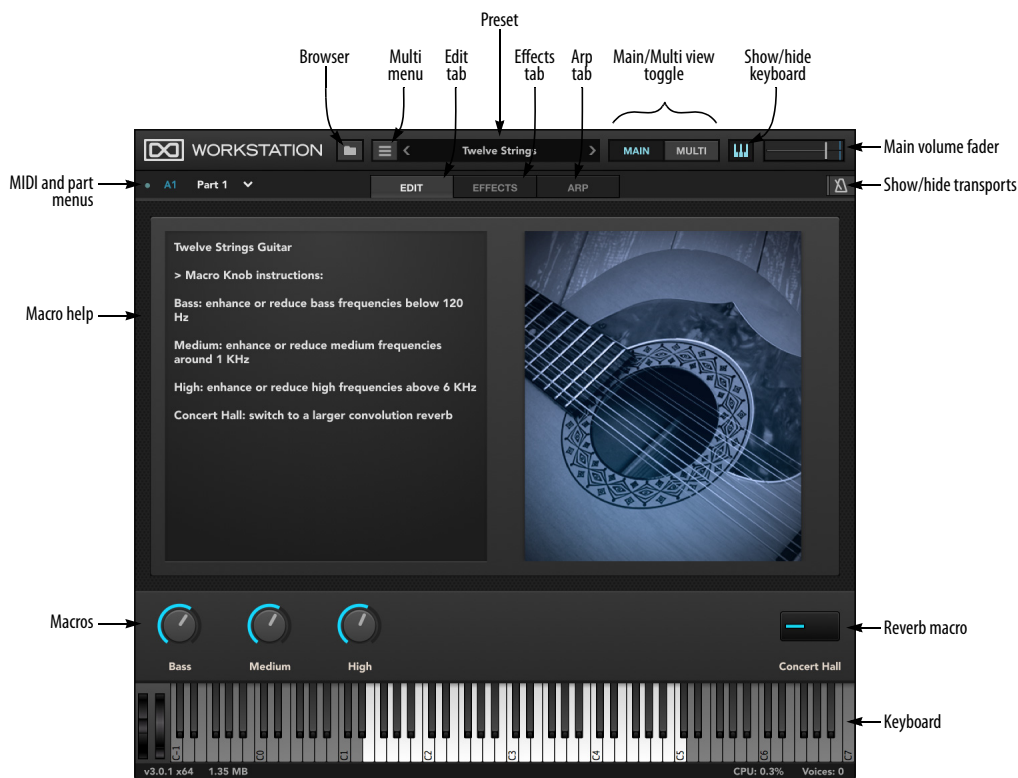 Preset
Browser
Multi
menu
Edit
tab
Effects
tab
Arp
tab
Main/Multi view
toggle
Show/hide
keyboard
WORKSTATION
Twelve Strings
MAIN
MULTI
Main volume fader
MIDI and part
menus
A1 Part 1
EDIT
EFFECTS
ARP
Show/hide transports
Twelve Strings Guitar
> Macro Knob instructions:
Macro help
Bass: enhance or reduce bass frequencies below 120
Hz
Medium: enhance or reduce medium frequencies
around 1 KHz
High: enhance or reduce high frequencies above 6 KHz
Concert Hall: switch to a larger convolution reverb
Macros
Reverb macro
Bass
Medium
High
Concert Hall
Keyboard
C-1 C0 C1 C2 C3 C4 C5 C6 C7
v3.0.1 x64 1.35 MB
CPU: 0.3% Voices: 0